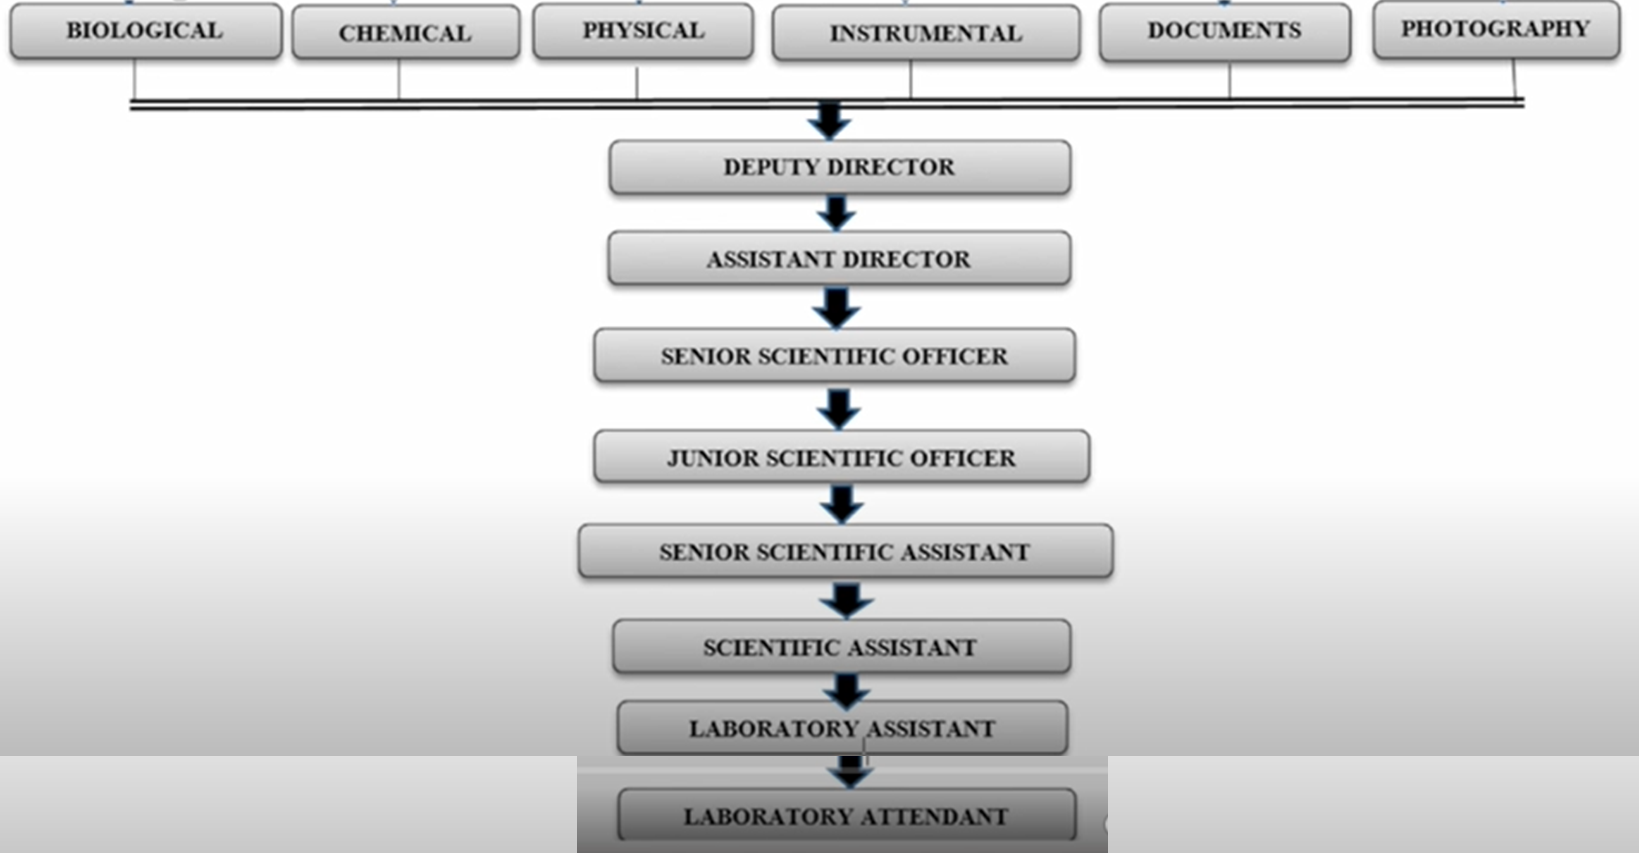 BIOLOGICAL
CHEMICAL
PHYSICAL
INSTRUMENTAL
DOCUMENTS
PHOTOGRAPHY
DEPUTY DIRECTOR
ASSISTANT DIRECTOR
SENIOR SCIENTIFIC OFFICER
JUNIOR SCIENTIFIC OFFICER
SENIOR SCIENTIFIC ASSISTANT
SCIENTIFIC ASSISTANT
LABORATORY ASSISTANT
LABORATORY ATTENDANT